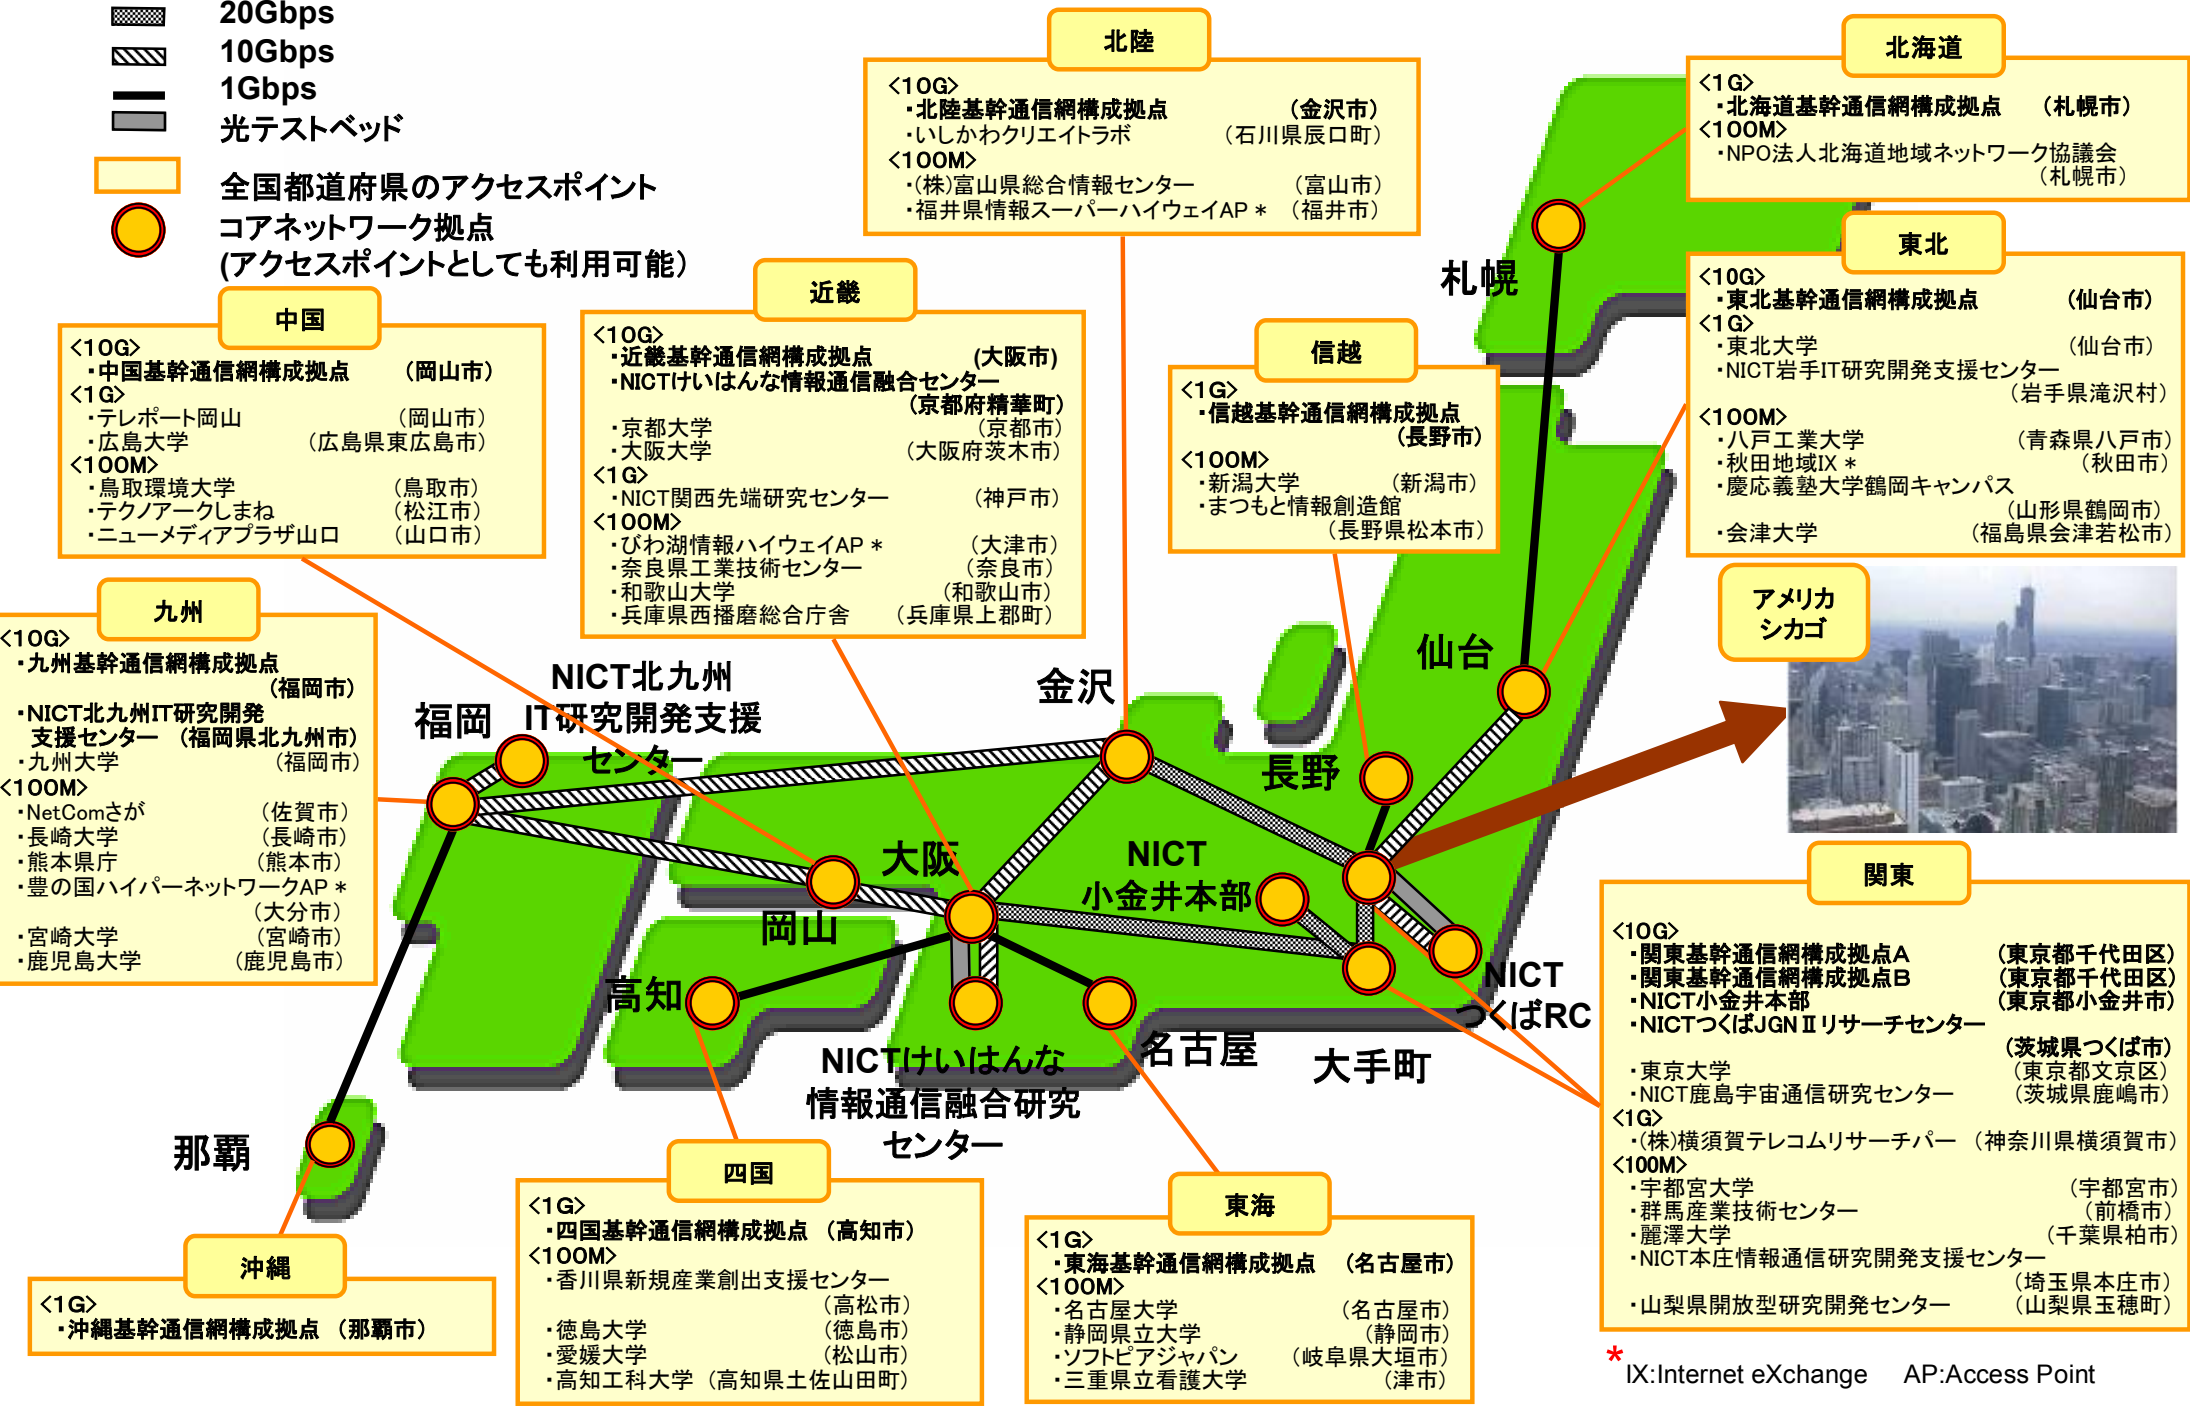 20Gbps
10Gbps
1Gbps
光テストベッド
全国都道府県のアクセスポイント
コアネットワーク拠点
(アクセスポイントとしても利用可能）
北陸
<10G>
・北陸基幹通信網構成拠点 （金沢市）
・いしかわクリエイトラボ （石川県辰口町）
<100M>
・(株)富山県総合情報センター （富山市）
・福井県情報スーパーハイウェイAP＊ （福井市）
北海道
<1G>
・北海道基幹通信網構成拠点 （札幌市）
<100M>
・NPO法人北海道地域ネットワーク協議会
（札幌市）
東北
<10G>
・東北基幹通信網構成拠点 （仙台市）
<1G>
・東北大学 （仙台市）
・NICT岩手IT研究開発支援センター
（岩手県滝沢村）
<100M>
・八戸工業大学 （青森県八戸市）
・秋田地域IX＊ （秋田市）
・慶応義塾大学鶴岡キャンパス
（山形県鶴岡市）
・会津大学 （福島県会津若松市）
中国
<10G>
・中国基幹通信網構成拠点 （岡山市）
<1G>
・テレポート岡山 （岡山市）
・広島大学 （広島県東広島市）
<100M>
・鳥取環境大学 （鳥取市）
・テクノアークしまね （松江市）
・ニューメディアプラザ山口 （山口市）
近畿
<10G>
・近畿基幹通信網構成拠点 (大阪市)
・NICTけいはんな情報通信融合センター
（京都府精華町）
・京都大学 （京都市）
・大阪大学 （大阪府茨木市）
<1G>
・NICT関西先端研究センター （神戸市）
<100M>
・びわ湖情報ハイウェイAP＊ （大津市）
・奈良県工業技術センター （奈良市）
・和歌山大学 （和歌山市）
・兵庫県西播磨総合庁舎 （兵庫県上郡町）
信越
<1G>
・信越基幹通信網構成拠点
（長野市）
<100M>
・新潟大学 （新潟市）
・まつもと情報創造館
（長野県松本市）
九州
<10G>
・九州基幹通信網構成拠点
（福岡市）
・NICT北九州IT研究開発
支援センター （福岡県北九州市）
・九州大学 （福岡市）
<100M>
・NetComさが （佐賀市）
・長崎大学 （長崎市）
・熊本県庁 （熊本市）
・豊の国ハイパーネットワークAP＊
（大分市）
・宮崎大学 （宮崎市）
・鹿児島大学 （鹿児島市）
アメリカ
シカゴ
札幌
仙台
金沢
長野
福岡
NICT北九州
IT研究開発支援
センター
大阪
岡山
高知
NICT
小金井本部
NICT
つくばRC
大手町
名古屋
NICTけいはんな
情報通信融合研究
センター
那覇
関東
<10G>
・関東基幹通信網構成拠点A （東京都千代田区）
・関東基幹通信網構成拠点B （東京都千代田区）
・NICT小金井本部 （東京都小金井市）
・NICTつくばJGNⅡリサーチセンター
（茨城県つくば市）
・東京大学 （東京都文京区）
・NICT鹿島宇宙通信研究センター （茨城県鹿嶋市）
<1G>
・(株)横須賀テレコムリサーチパー （神奈川県横須賀市）
<100M>
・宇都宮大学 （宇都宮市）
・群馬産業技術センター （前橋市）
・麗澤大学 （千葉県柏市）
・NICT本庄情報通信研究開発支援センター
（埼玉県本庄市）
・山梨県開放型研究開発センター （山梨県玉穂町）
沖縄
<1G>
・沖縄基幹通信網構成拠点 （那覇市）
四国
<1G>
・四国基幹通信網構成拠点 （高知市）
<100M>
・香川県新規産業創出支援センター
（高松市）
・徳島大学 （徳島市）
・愛媛大学 （松山市）
・高知工科大学 （高知県土佐山田町）
東海
<1G>
・東海基幹通信網構成拠点 （名古屋市）
<100M>
・名古屋大学 （名古屋市）
・静岡県立大学 （静岡市）
・ソフトピアジャパン （岐阜県大垣市）
・三重県立看護大学 （津市）
*IX:Internet eXchange AP:Access Point